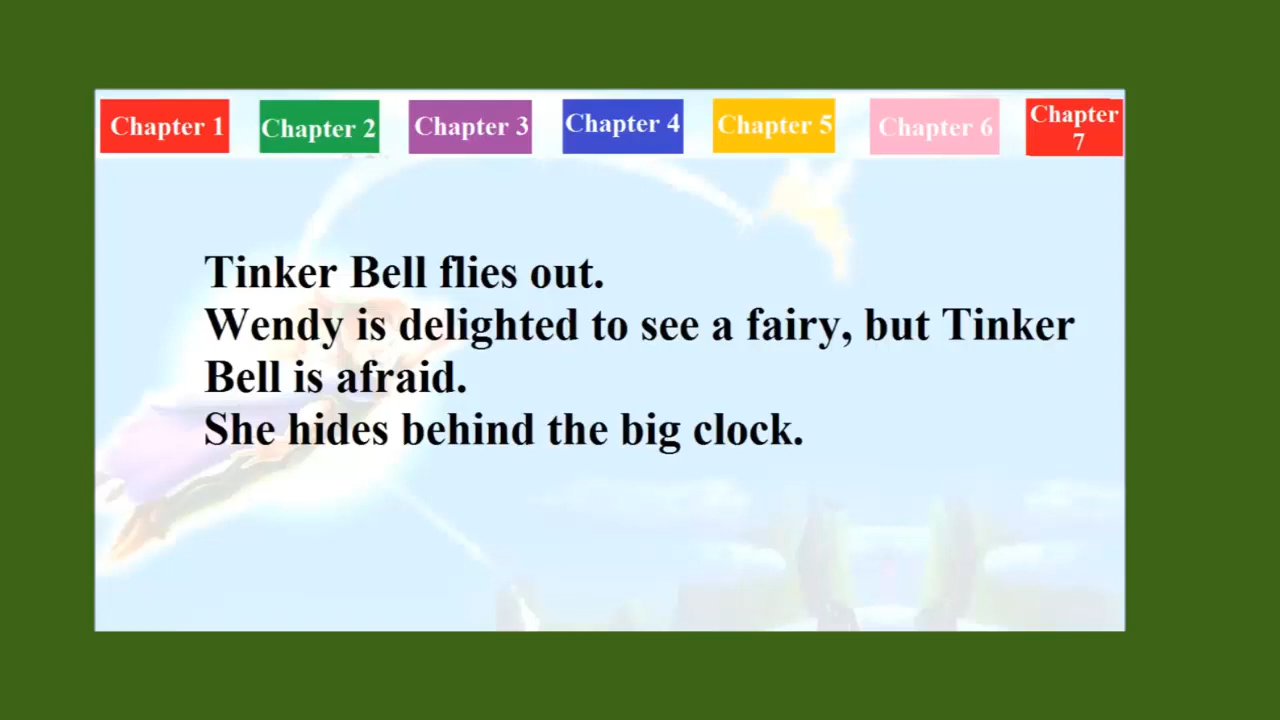 Chapter 1 Chapter 2 Chapter 3 Chapter 4 Chapter 5 Chapter 6 Chapter 7
Tinker Bell flies out.
Wendy is delighted to see a fairy, but Tinker
Bell is afraid.
She hides behind the big clock.